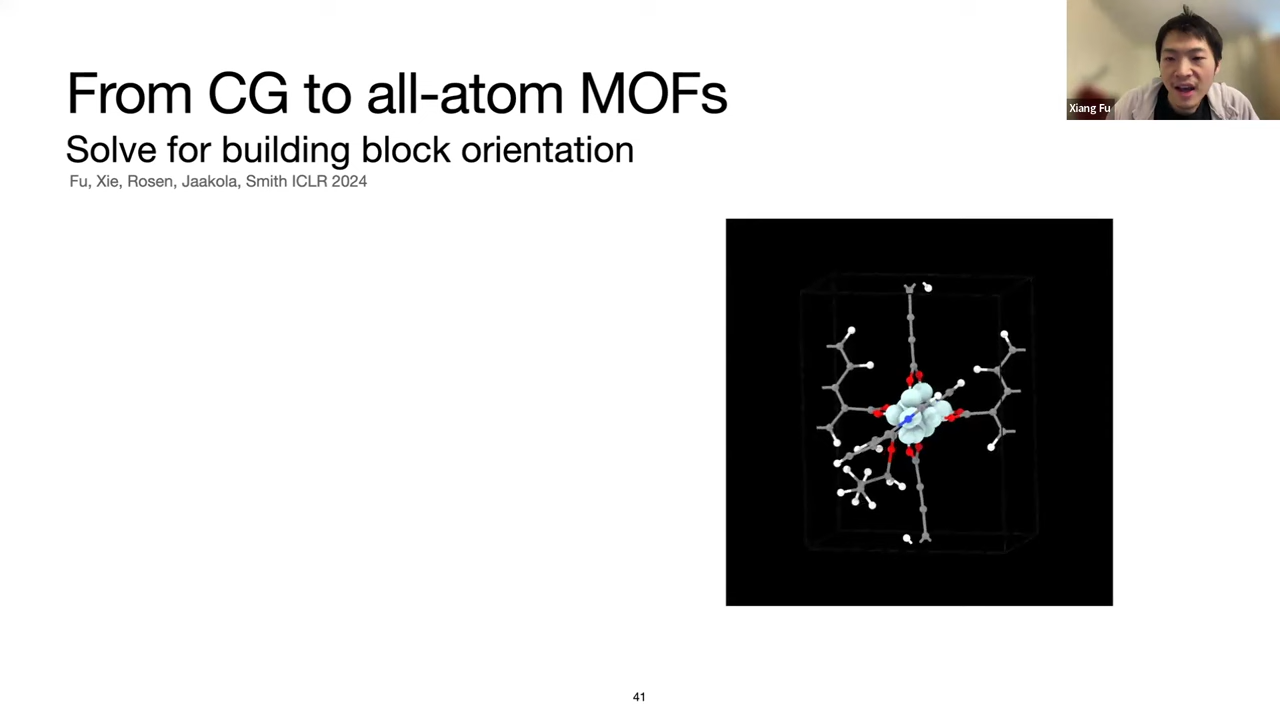 From CG to all-atom MOFs
Solve for building block orientation
Fu, Xie, Rosen, Jaakola, Smith ICLR 2024
Xiang Fu
41